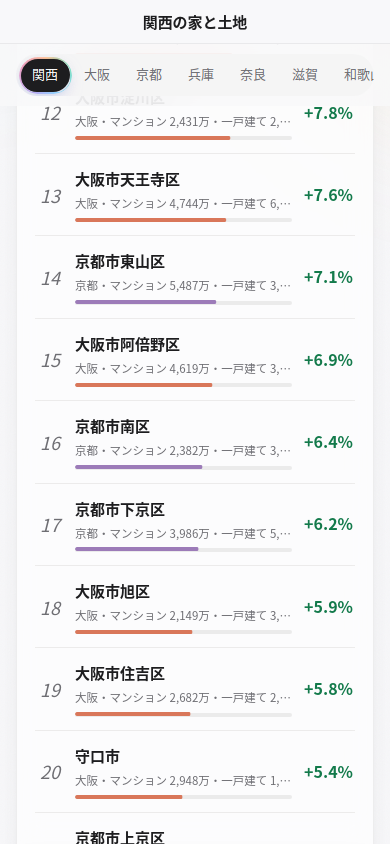 関西の家と土地
関西 大阪 京都 兵庫 奈良 滋賀 和歌
大阪市淀川区
12 大阪・マンション 2,431万・一戸建て 2,… +7.8%
大阪市天王寺区
13 大阪・マンション 4,744万・一戸建て 6,… +7.6%
京都市東山区
14 京都・マンション 5,487万・一戸建て 3,… +7.1%
大阪市阿倍野区
15 大阪・マンション 4,619万・一戸建て 3,… +6.9%
京都市南区
16 京都・マンション 2,382万・一戸建て 3,… +6.4%
京都市下京区
17 京都・マンション 3,986万・一戸建て 5,… +6.2%
大阪市旭区
18 大阪・マンション 2,149万・一戸建て 3,… +5.9%
大阪市住吉区
19 大阪・マンション 2,682万・一戸建て 2,… +5.8%
守口市
20 大阪・マンション 2,948万・一戸建て 1,… +5.4%
京都市上京区